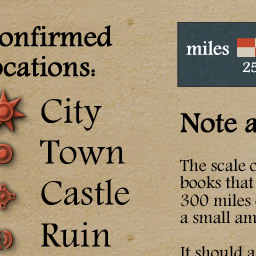 onfirmed
ocations:
City
Town
Castle
Ruin
miles
25
Note a
The scale o
books that
300 miles
a small am
It should a